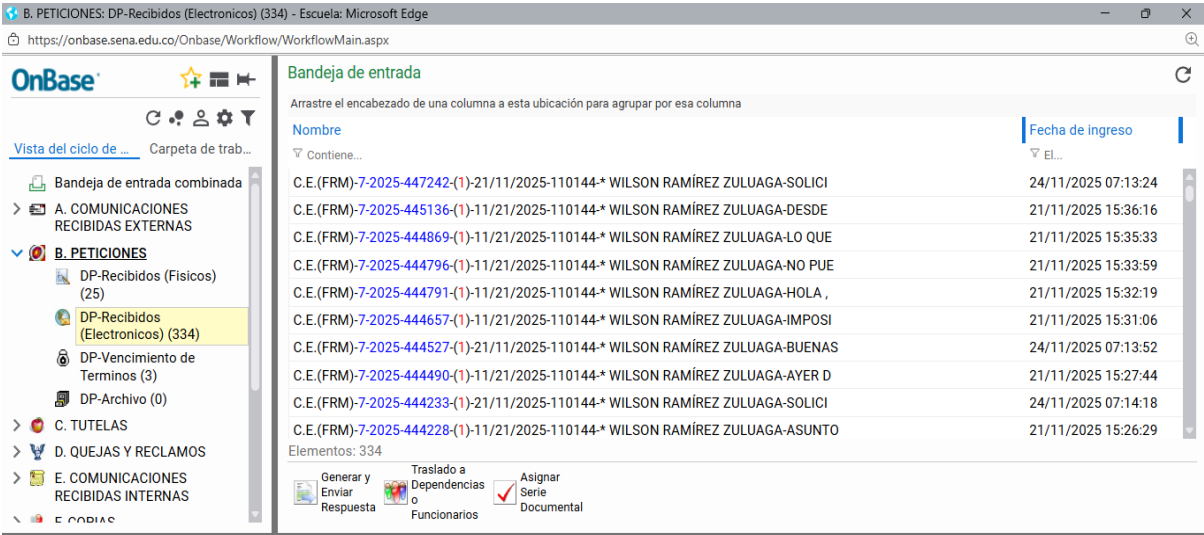 B. PETICIONES: DP-Recibidos (Electronicos) (334) - Escuela: Microsoft Edge
https://onbase.sena.edu.co/Onbase/Workflow/WorkflowMain.aspx
OnBase
Vista del ciclo de ...
Carpeta de trab...
Bandeja de entrada combinada
A. COMUNICACIONES
RECIBIDAS EXTERNAS
B. PETICIONES
DP-Recibidos (Fisicos)
(25)
DP-Recibidos
(Electronicos) (334)
DP-Vencimiento de
Terminos (3)
DP-Archivo (0)
C. TUTELAS
D. QUEJAS Y RECLAMOS
E. COMUNICACIONES
RECIBIDAS INTERNAS
F. COPIAS
Bandeja de entrada
Arrastre el encabezado de una columna a esta ubicación para agrupar por esa columna
Nombre Fecha de ingreso
Contiene... El...
C.E.(FRM)-7-2025-447242-(1)-21/11/2025-110144-* WILSON RAMÍREZ ZULUAGA-SOLICI 24/11/2025 07:13:24
C.E.(FRM)-7-2025-445136-(1)-11/21/2025-110144-* WILSON RAMÍREZ ZULUAGA-DESDE 21/11/2025 15:36:16
C.E.(FRM)-7-2025-444869-(1)-11/21/2025-110144-* WILSON RAMÍREZ ZULUAGA-LO QUE 21/11/2025 15:35:33
C.E.(FRM)-7-2025-444796-(1)-11/21/2025-110144-* WILSON RAMÍREZ ZULUAGA-NO PUE 21/11/2025 15:33:59
C.E.(FRM)-7-2025-444791-(1)-11/21/2025-110144-* WILSON RAMÍREZ ZULUAGA-HOLA , 21/11/2025 15:32:19
C.E.(FRM)-7-2025-444657-(1)-11/21/2025-110144-* WILSON RAMÍREZ ZULUAGA-IMPOSI 21/11/2025 15:31:06
C.E.(FRM)-7-2025-444527-(1)-21/11/2025-110144-* WILSON RAMÍREZ ZULUAGA-BUENAS 24/11/2025 07:13:52
C.E.(FRM)-7-2025-444490-(1)-11/21/2025-110144-* WILSON RAMÍREZ ZULUAGA-AYER D 21/11/2025 15:27:44
C.E.(FRM)-7-2025-444233-(1)-21/11/2025-110144-* WILSON RAMÍREZ ZULUAGA-SOLICI 24/11/2025 07:14:18
C.E.(FRM)-7-2025-444228-(1)-11/21/2025-110144-* WILSON RAMÍREZ ZULUAGA-ASUNTO 21/11/2025 15:26:29
Elementos: 334
Generar y
Enviar
Respuesta
Traslado a
Dependencias
o
Funcionarios
Asignar
Serie
Documental